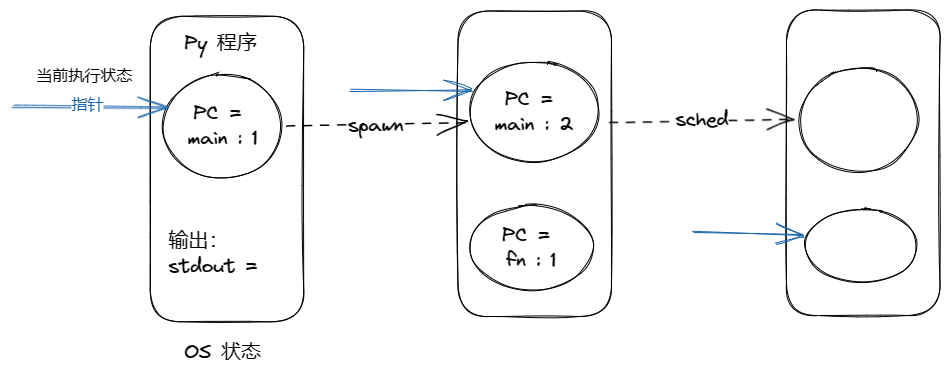 Py 程序
当前执行状态
指针
PC =
main : 1
输出:
stdout =
OS 状态
spawn
PC =
main : 2
PC =
fn : 1
sched